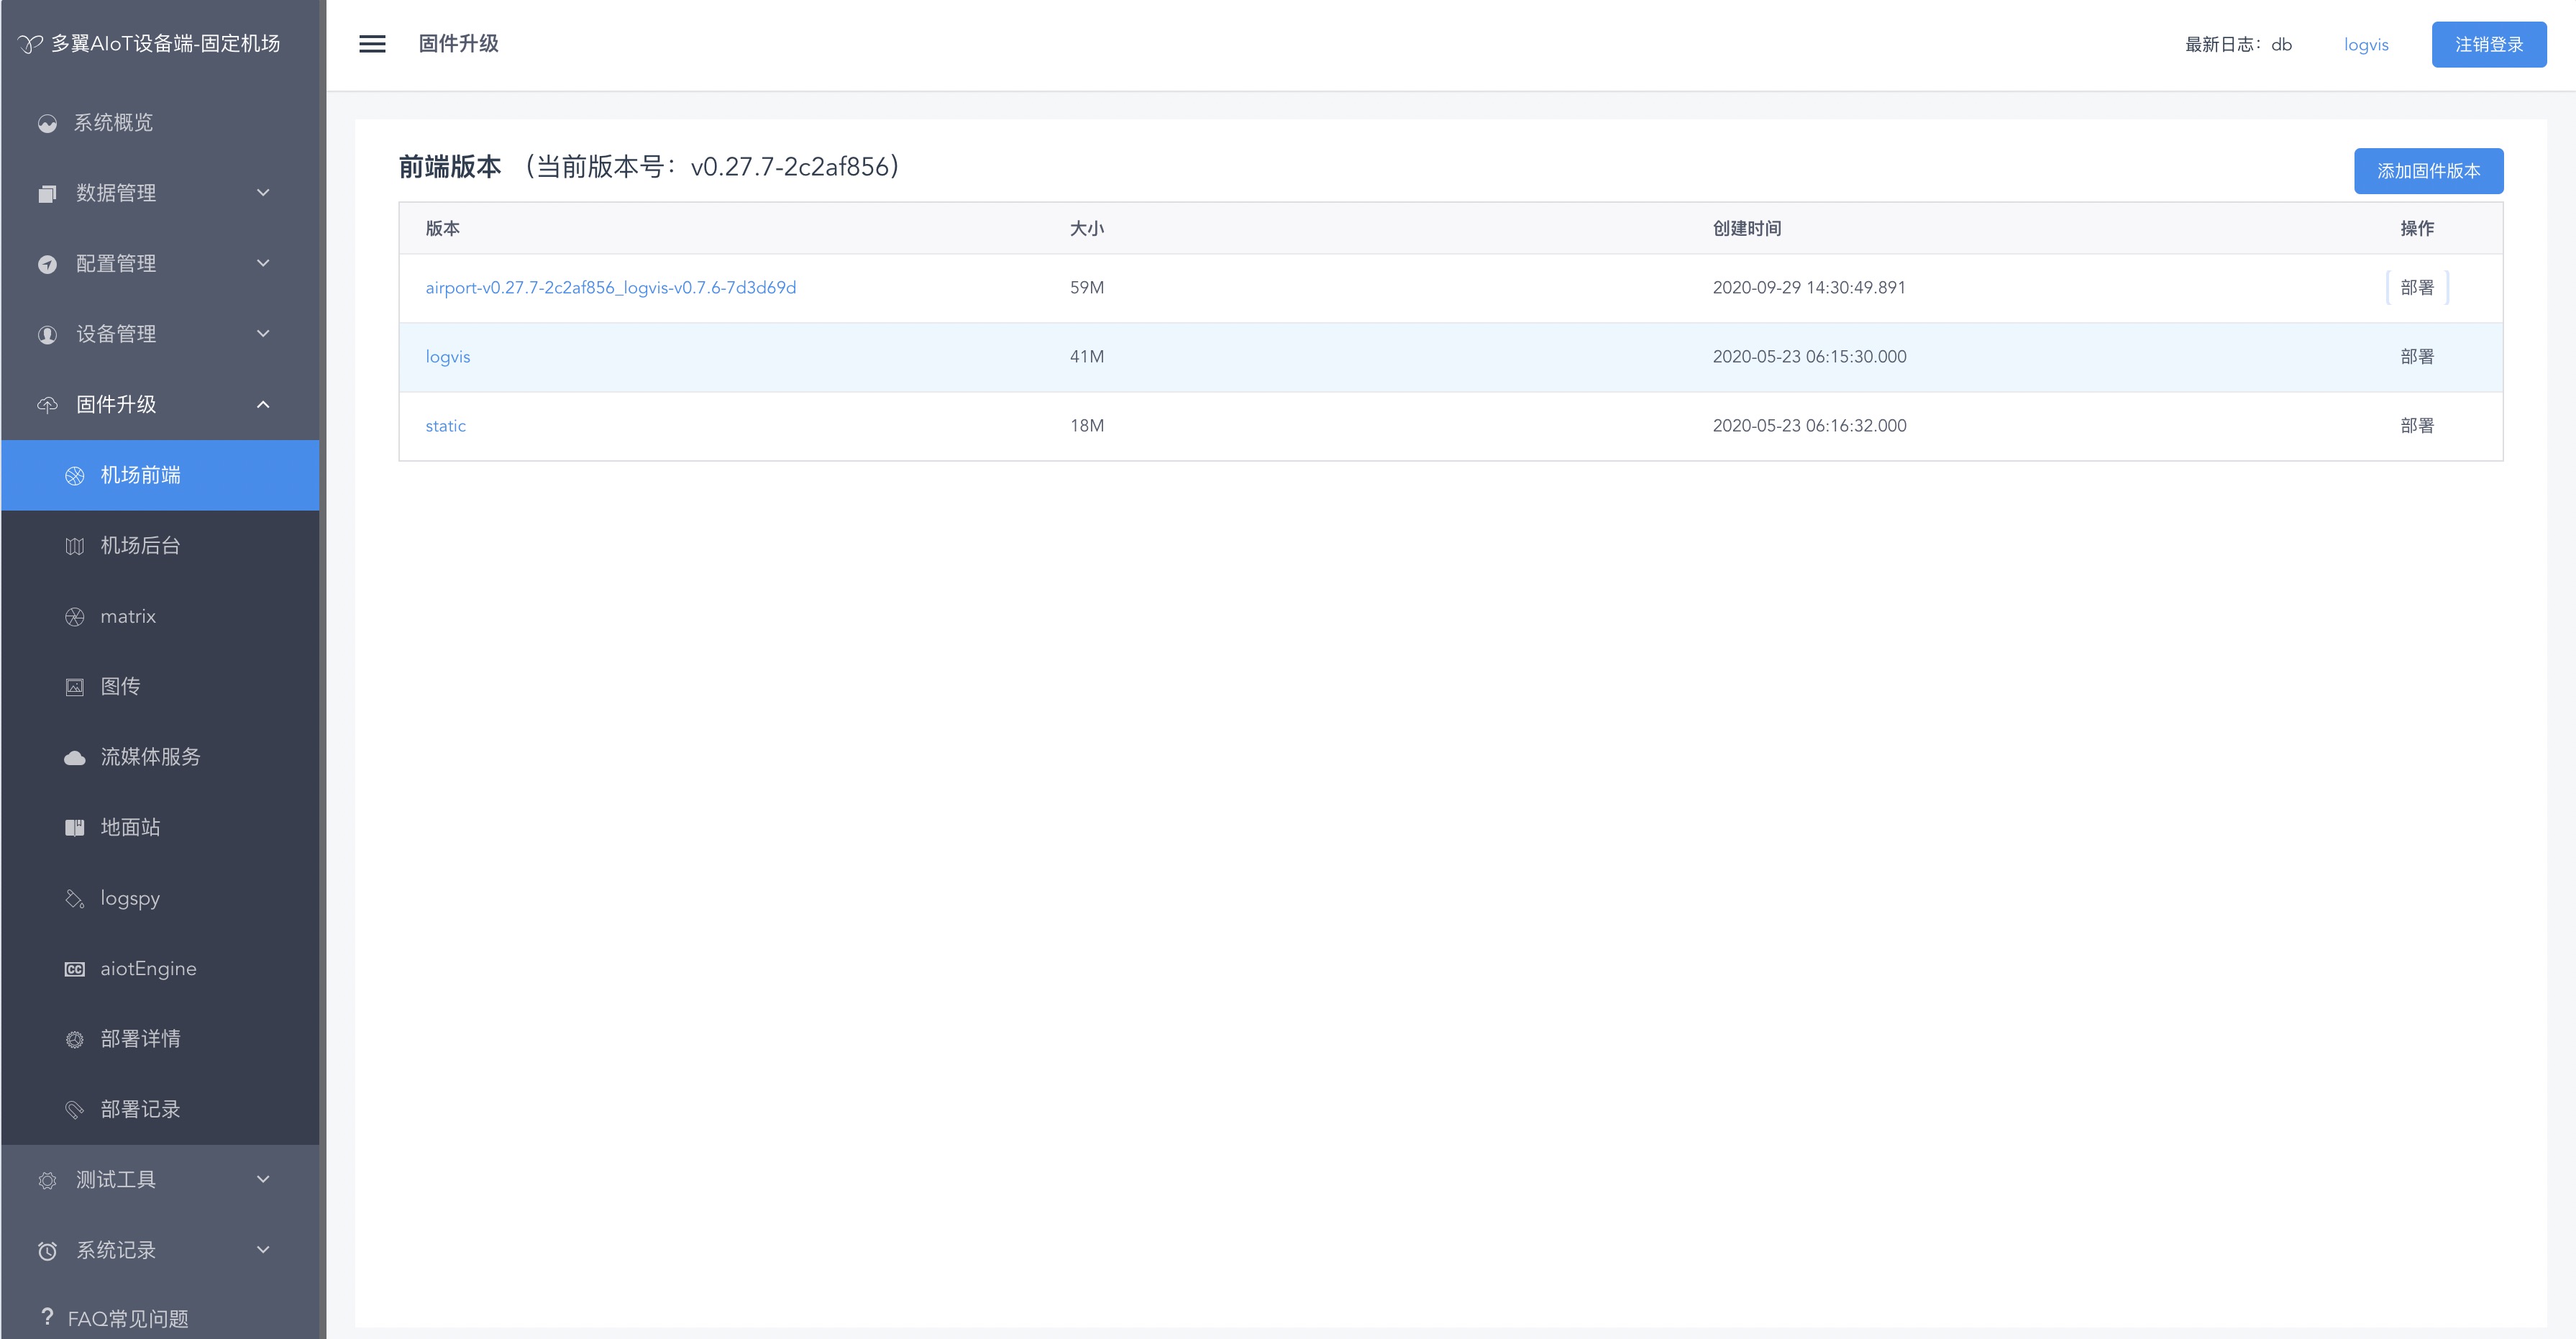 多翼AIoT设备端-固定机场
系统概览
数据管理
配置管理
设备管理
固件升级
机场前端
机场后台
matrix
图传
流媒体服务
地面站
logspy
CC aiotEngine
部署详情
部署记录
测试工具
系统记录
? FAQ常见问题
固件升级
最新日志：db logvis 注销登录
前端版本 （当前版本号：v0.27.7-2c2af856）
添加固件版本
版本 大小 创建时间 操作
airport-v0.27.7-2c2af856_logvis-v0.7.6-7d3d69d 59M 2020-09-29 14:30:49.891 部署
logvis 41M 2020-05-23 06:15:30.000 部署
static 18M 2020-05-23 06:16:32.000 部署